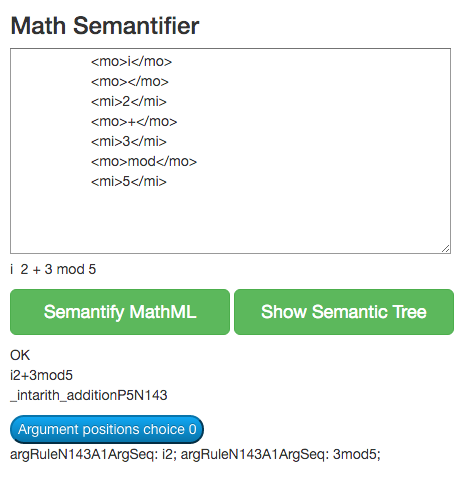 Math Semantifier
<mo>i</mo>
<mo></mo>
<mi>2</mi>
<mo>+</mo>
<mi>3</mi>
<mo>mod</mo>
<mi>5</mi>
i 2 + 3 mod 5
Semantify MathML Show Semantic Tree
OK
i2+3mod5
_intarith_additionP5N143
Argument positions choice 0
argRuleN143A1ArgSeq: i2; argRuleN143A1ArgSeq: 3mod5;